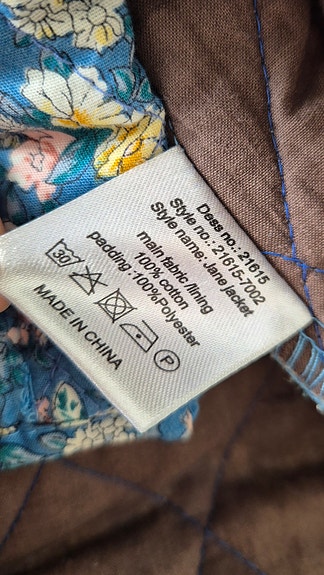 Dess no.: 21615
Style no.: 21615-7002
Style name: Jane jacket
main fabric/lining
100% cotton
padding: 100%Polyester
30 P
MADE IN CHINA